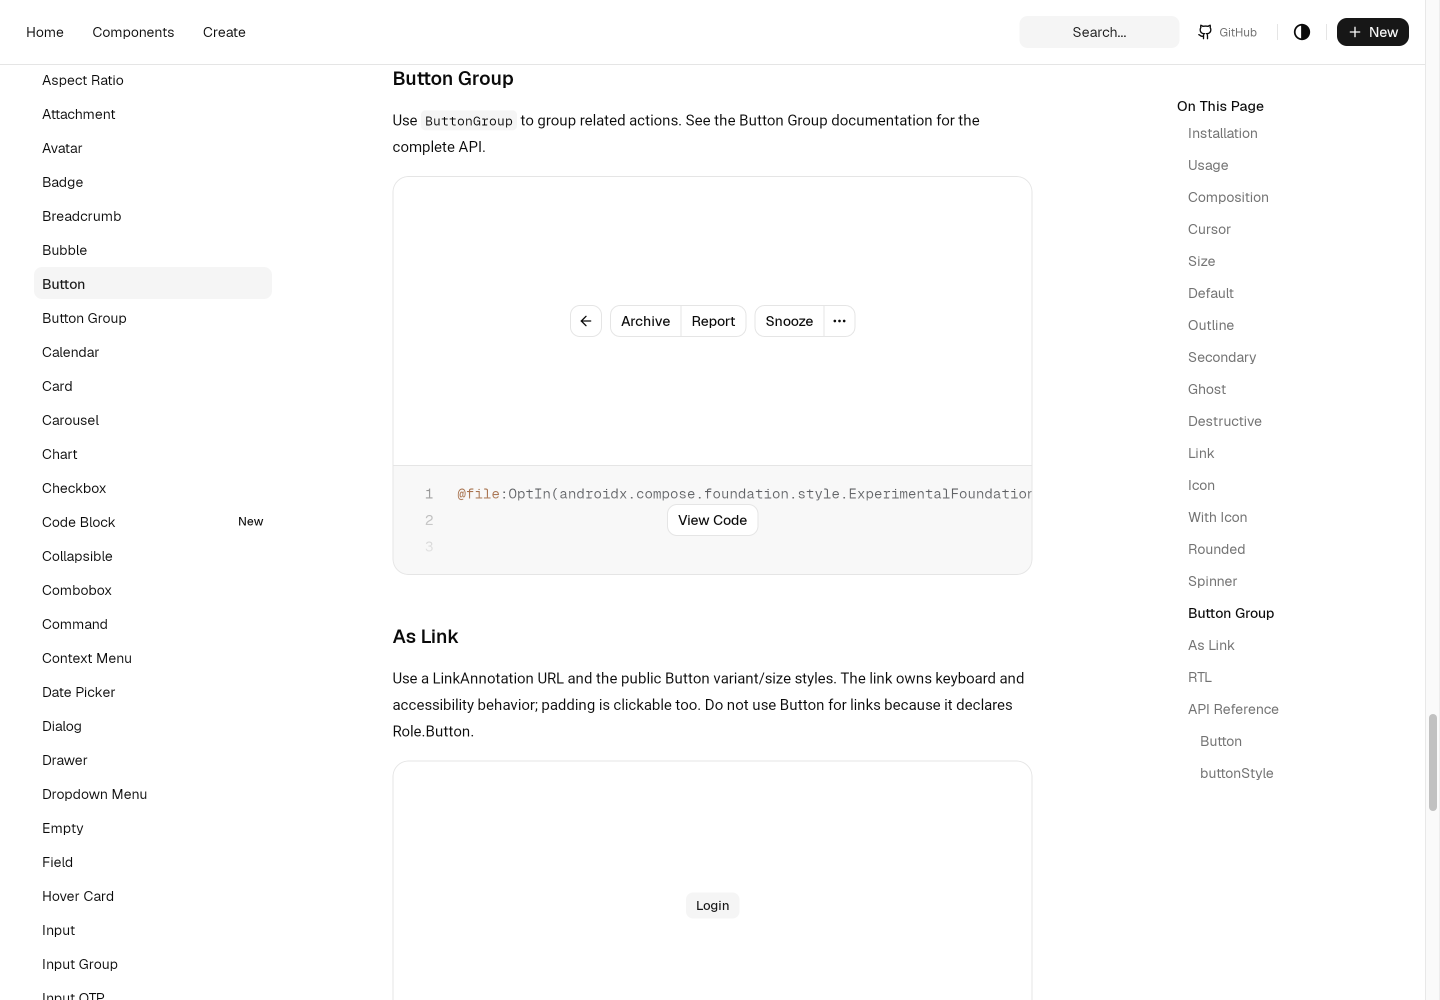 Home Components Create Search... GitHub New
Aspect Ratio
Attachment
Avatar
Badge
Breadcrumb
Bubble
Button
Button Group
Calendar
Card
Carousel
Chart
Checkbox
Code Block New
Collapsible
Combobox
Command
Context Menu
Date Picker
Dialog
Drawer
Dropdown Menu
Empty
Field
Hover Card
Input
Input Group
Input OTP
Button Group
Use ButtonGroup to group related actions. See the Button Group documentation for the
complete API.
Archive Report Snooze
1 @file:OptIn(androidx.compose.foundation.style.ExperimentalFoundation
2
View Code
3
As Link
Use a LinkAnnotation URL and the public Button variant/size styles. The link owns keyboard and
accessibility behavior; padding is clickable too. Do not use Button for links because it declares
Role.Button.
Login
On This Page
Installation
Usage
Composition
Cursor
Size
Default
Outline
Secondary
Ghost
Destructive
Link
Icon
With Icon
Rounded
Spinner
Button Group
As Link
RTL
API Reference
Button
buttonStyle